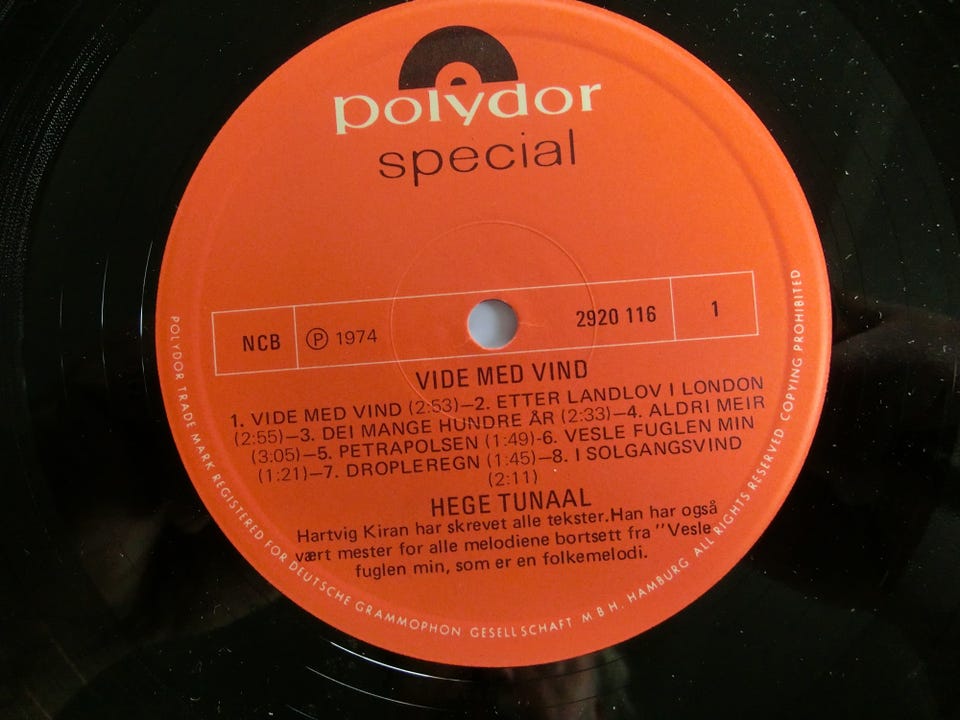 polydor
special
NCB ℗ 1974 2920 116 1
VIDE MED VIND
1. VIDE MED VIND (2:53)—2. ETTER LANDLOV I LONDON
(2:55)—3. DEI MANGE HUNDRE ÅR (2:33)—4. ALDRI MEIR
(3:05)—5. PETRAPOLSEN (1:49)-6. VESLE FUGLEN MIN
(1:21)—7. DROPLEREGN (1:45)—8. I SOLGANGSVIND
(2:11)
HEGE TUNAAL
Hartvig Kiran har skrevet alle tekster.Han har også
vært mester for alle melodiene bortsett fra "Vesle
fuglen min, som er en folkemelodi.
POLYDOR TRADE MARK REGISTERED FOR DEUTSCHE GRAMMOPHON GESELLSCHAFT M B H. HAMBURG ALL RIGHTS RESERVED COPYING PROHIBITED